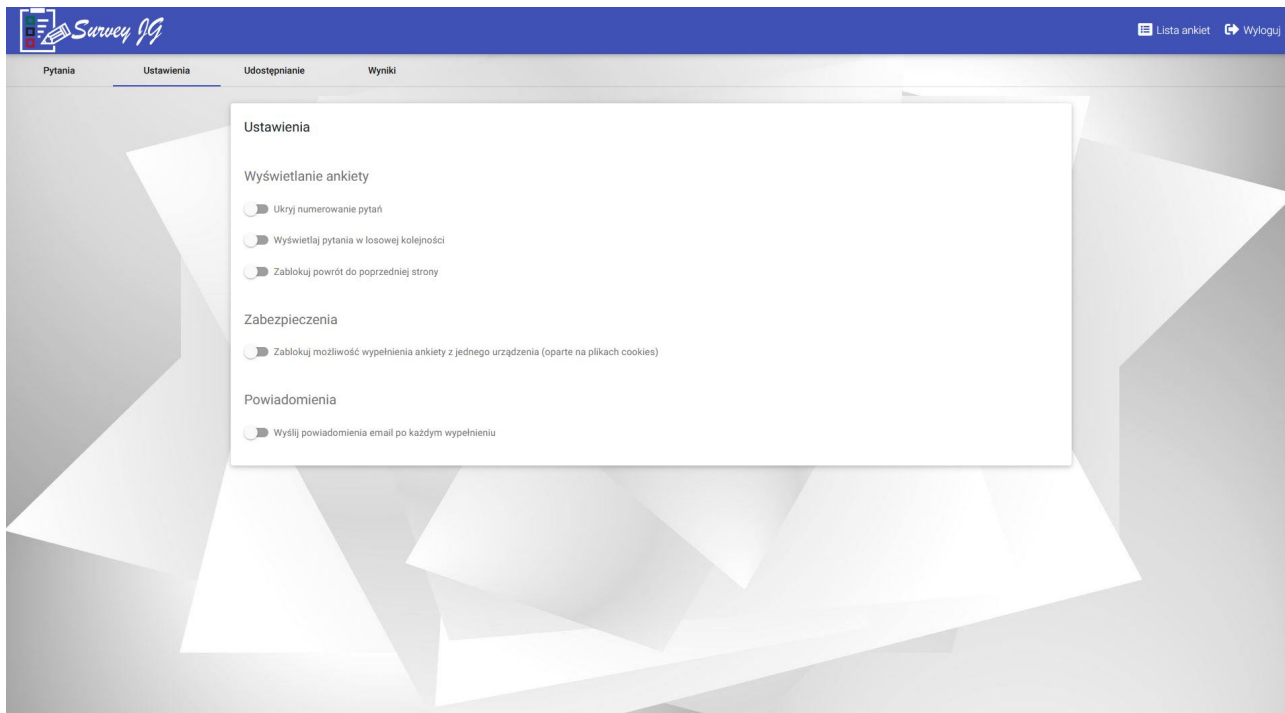 Survey JG
Lista ankiet
Wyloguj
Pytania
Ustawienia
Udostępnianie
Wyniki
Ustawienia
Wyświetlanie ankiety
Ukryj numerowanie pytań
Wyświetlaj pytania w losowej kolejności
Zablokuj powrót do poprzedniej strony
Zabezpieczenia
Zablokuj możliwość wypełnienia ankiety z jednego urządzenia (oparte na plikach cookies)
Powiadomienia
Wyślij powiadomienia email po każdym wypełnieniu